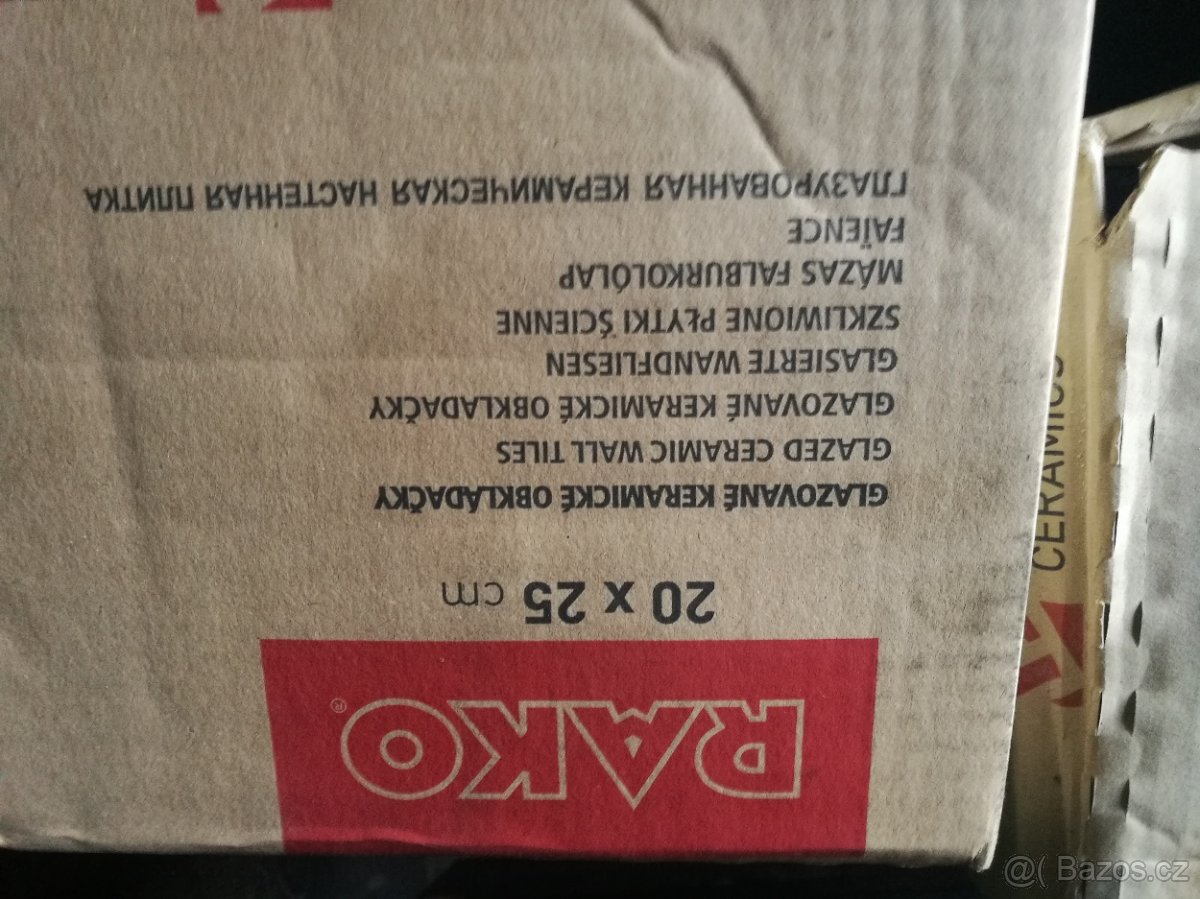 RAKO®
20 x 25 cm
GLAZOVANÉ KERAMICKÉ OBKLÁDAČKY
GLAZED CERAMIC WALL TILES
GLAZOVANÉ KERAMICKÉ OBKLADAČKY
GLASIERTE WANDFLIESEN
SZKLIWIONE PŁYTKI ŚCIENNE
MÁZAS FALBURKOLÓLAP
FAÏENCE
ГЛАЗУРОВАННАЯ КЕРАМИЧЕСКАЯ НАСТЕННАЯ ПЛИТКА
CERAMICS
@( Bazos.cz